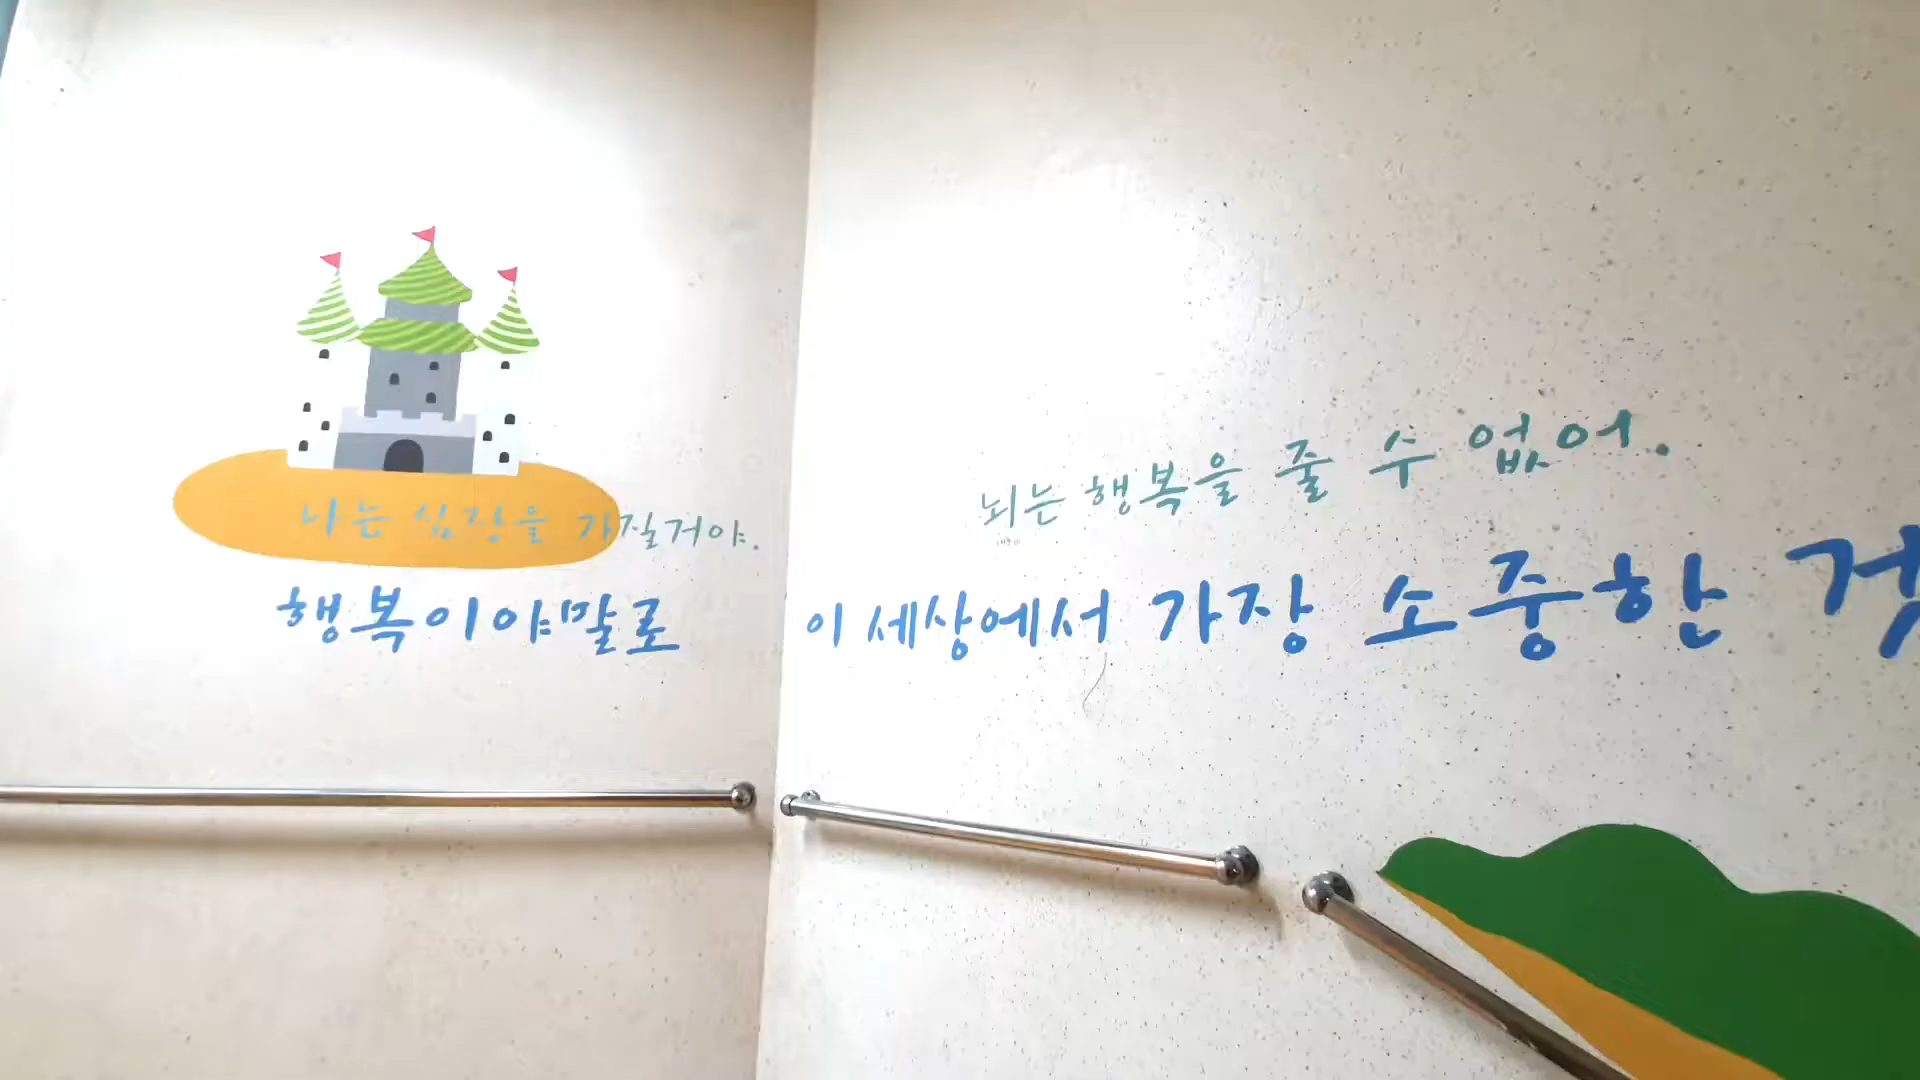 나는 심장을 가질거야.
뇌는 행복을 줄 수 없어.
행복이야말로 이 세상에서 가장 소중한